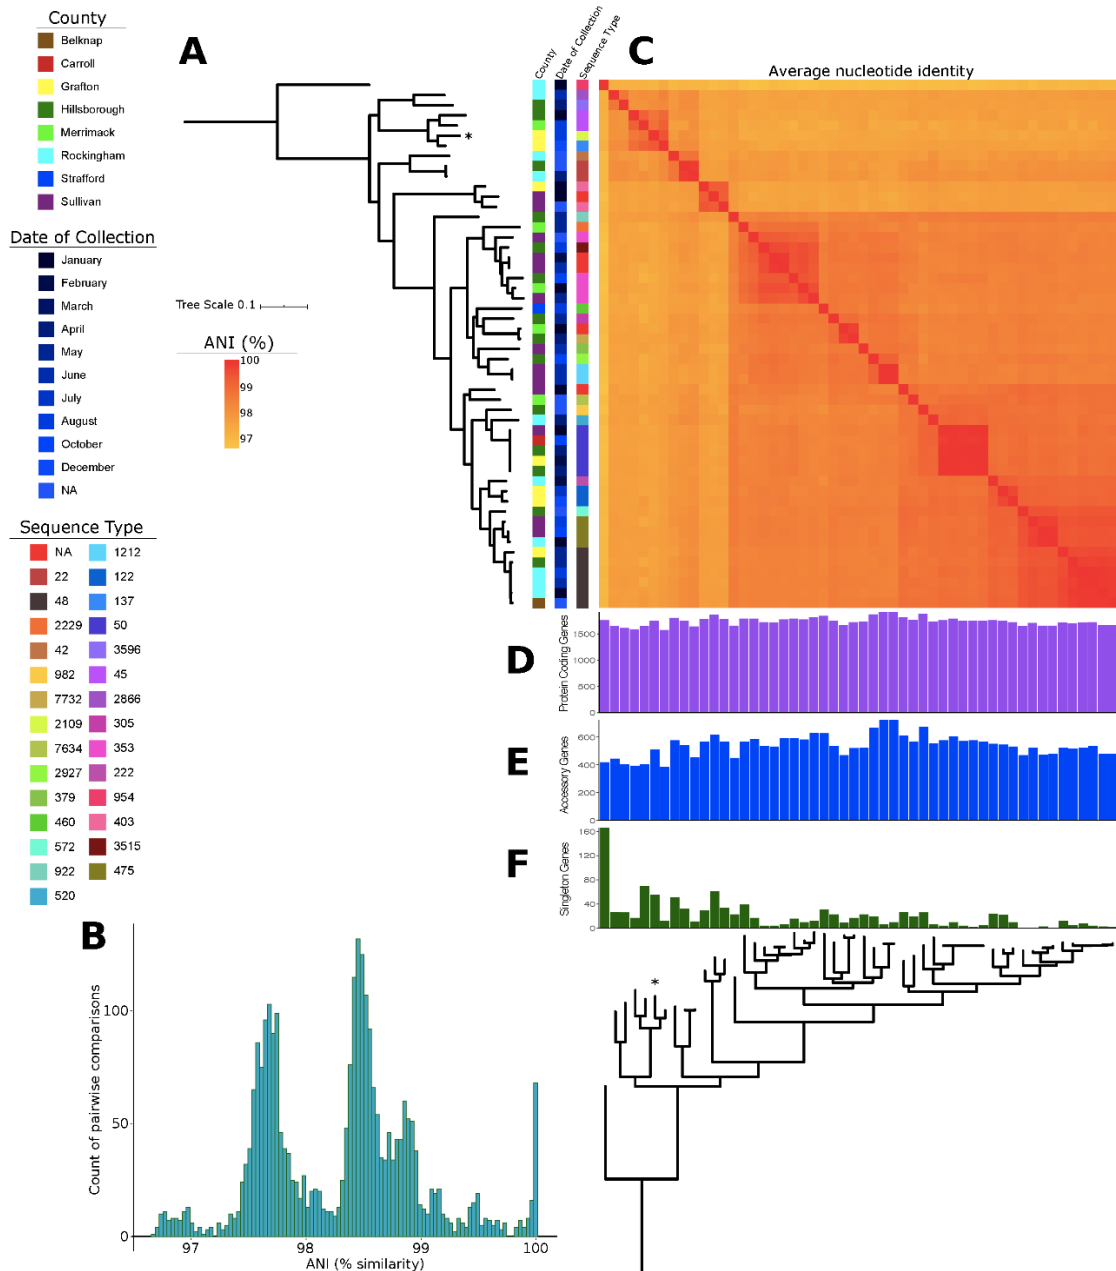 County
Belknap
Carroll
Grafton
Hillsborough
Merrimack
Rockingham
Strafford
Sullivan
Date of Collection
January
February
March
April
May
June
July
August
October
December
NA
Sequence Type
NA
22
48
2229
42
982
7732
2109
7634
2927
379
460
572
922
520
1212
122
137
50
3596
45
2866
305
353
222
954
403
3515
475
A
County
Date of Collection
Sequence Type
*
Tree Scale 0.1
ANI (%)
100
99
98
97
C
Average nucleotide identity
D
Protein Coding Genes
1500
1000
500
0
E
Accessory Genes
600
400
200
0
F
Singleton Genes
160
120
80
40
0
*
B
Count of pairwise comparisons
100
50
0
97
98
99
100
ANI (% similarity)